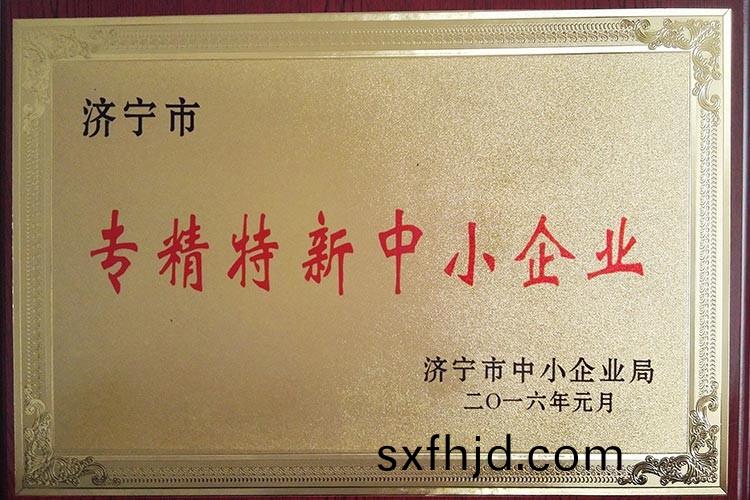 济宁市
专精特新中小企业
济宁市中小企业局
二〇一六年元月
sxfhjd.com